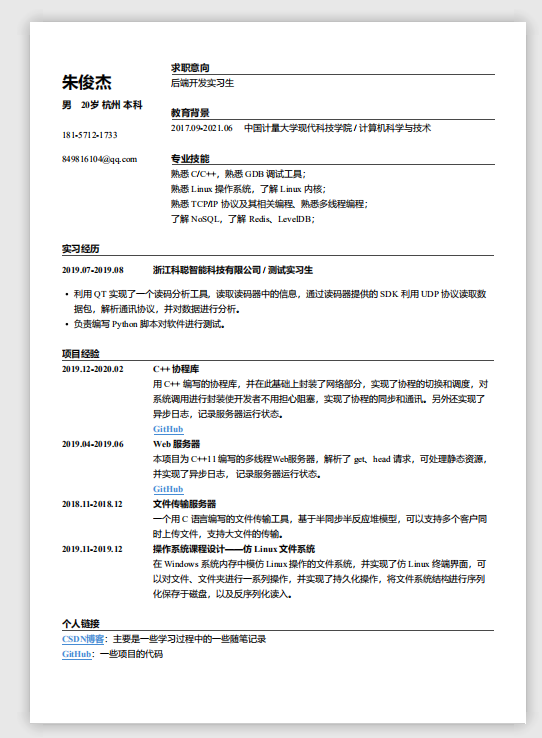 朱俊杰
男 20岁 杭州 本科
181-5712-1733
849816104@qq.com
求职意向
后端开发实习生
教育背景
2017.09-2021.06 中国计量大学现代科技学院 / 计算机科学与技术
专业技能
熟悉 C/C++，熟悉 GDB 调试工具；
熟悉 Linux 操作系统，了解 Linux 内核；
熟悉 TCP/IP 协议及其相关编程、熟悉多线程编程；
了解 NoSQL，了解 Redis、LevelDB；
实习经历
2019.07-2019.08 浙江科聪智能科技有限公司 / 测试实习生
• 利用 QT 实现了一个读码分析工具，读取读码器中的信息，通过读码器提供的 SDK 利用 UDP 协议读取数
据包，解析通讯协议，并对数据进行分析。
• 负责编写 Python 脚本对软件进行测试。
项目经验
2019.12-2020.02 C++ 协程库
用 C++ 编写的协程库，并在此基础上封装了网络部分，实现了协程的切换和调度，对
系统调用进行封装使开发者不用担心阻塞，实现了协程的同步和通讯。另外还实现了
异步日志，记录服务器运行状态。
GitHub
2019.04-2019.06 Web 服务器
本项目为 C++11 编写的多线程Web服务器，解析了 get、head 请求，可处理静态资源，
并实现了异步日志， 记录服务器运行状态。
GitHub
2018.11-2018.12 文件传输服务器
一个用 C 语言编写的文件传输工具，基于半同步半反应堆模型，可以支持多个客户同
时上传文件，支持大文件的传输。
2019.11-2019.12 操作系统课程设计——仿 Linux 文件系统
在 Windows 系统内存中模仿 Linux 操作的文件系统，并实现了仿 Linux 终端界面，可
以对文件、文件夹进行一系列操作，并实现了持久化操作，将文件系统结构进行序列
化保存于磁盘，以及反序列化读入。
个人链接
CSDN博客：主要是一些学习过程中的一些随笔记录
GitHub：一些项目的代码